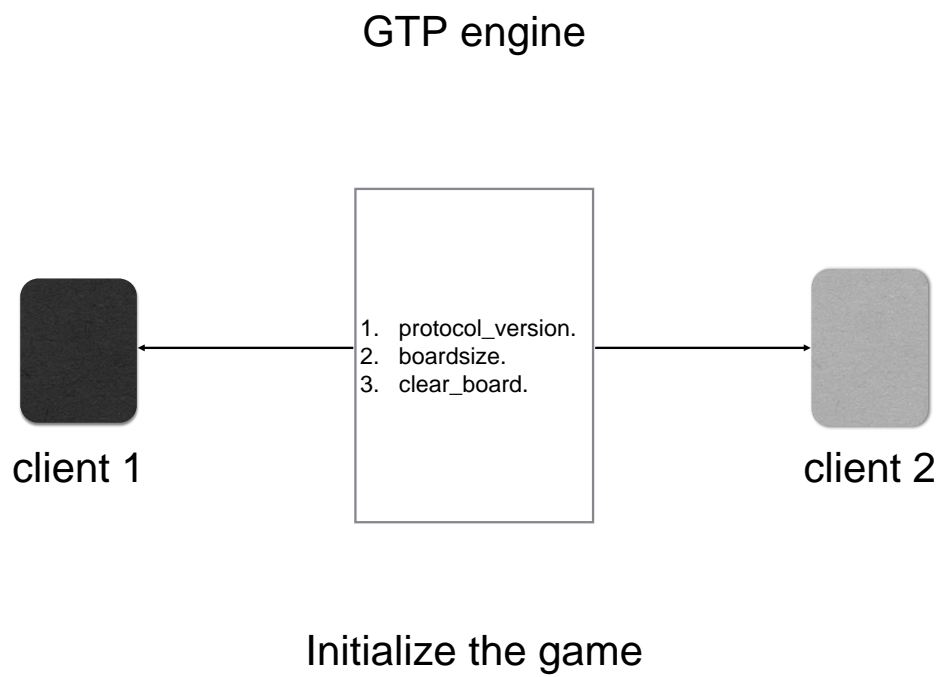 GTP engine
1. protocol_version.
2. boardsize.
3. clear_board.
client 1
client 2
Initialize the game